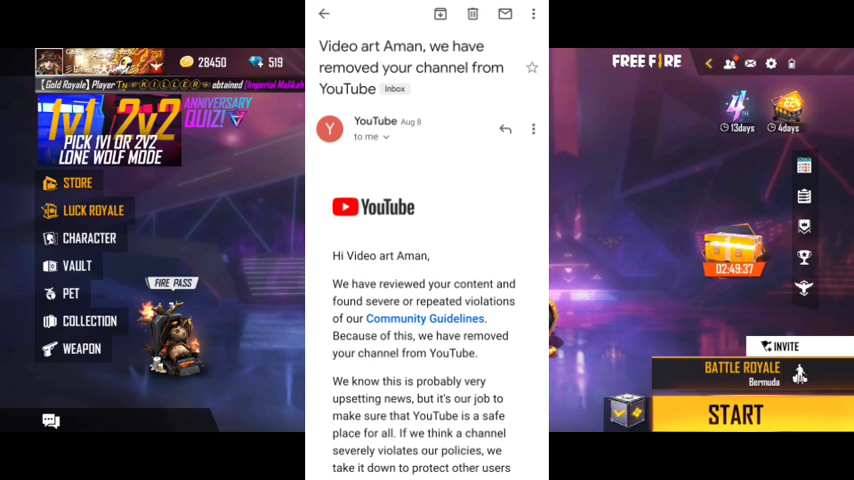 28450
519
[Gold Royale] Player
KILLER
obtained [Imperial
1v1 2v2
ANNIVERSARY
QUIZ!
PICK 1V1 OR 2V2
LONE WOLF MODE
STORE
LUCK ROYALE
CHARACTER
VAULT
PET
COLLECTION
WEAPON
FIRE PASS
Video art Aman, we have
removed your channel from
YouTube Inbox
Y
YouTube Aug 8
to me
YouTube
Hi Video art Aman,
We have reviewed your content and
found severe or repeated violations
of our Community Guidelines.
Because of this, we have removed
your channel from YouTube.
We know this is probably very
upsetting news, but it's our job to
make sure that YouTube is a safe
place for all. If we think a channel
severely violates our policies, we
take it down to protect other users
FREE FIRE
13days
4days
02:49:37
INVITE
BATTLE ROYALE
Bermuda
START